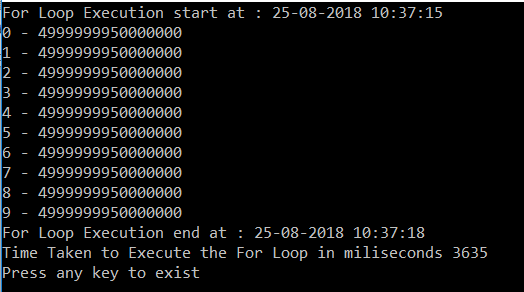 For Loop Execution start at : 25-08-2018 10:37:15
0 - 4999999950000000
1 - 4999999950000000
2 - 4999999950000000
3 - 4999999950000000
4 - 4999999950000000
5 - 4999999950000000
6 - 4999999950000000
7 - 4999999950000000
8 - 4999999950000000
9 - 4999999950000000
For Loop Execution end at : 25-08-2018 10:37:18
Time Taken to Execute the For Loop in miliseconds 3635
Press any key to exist